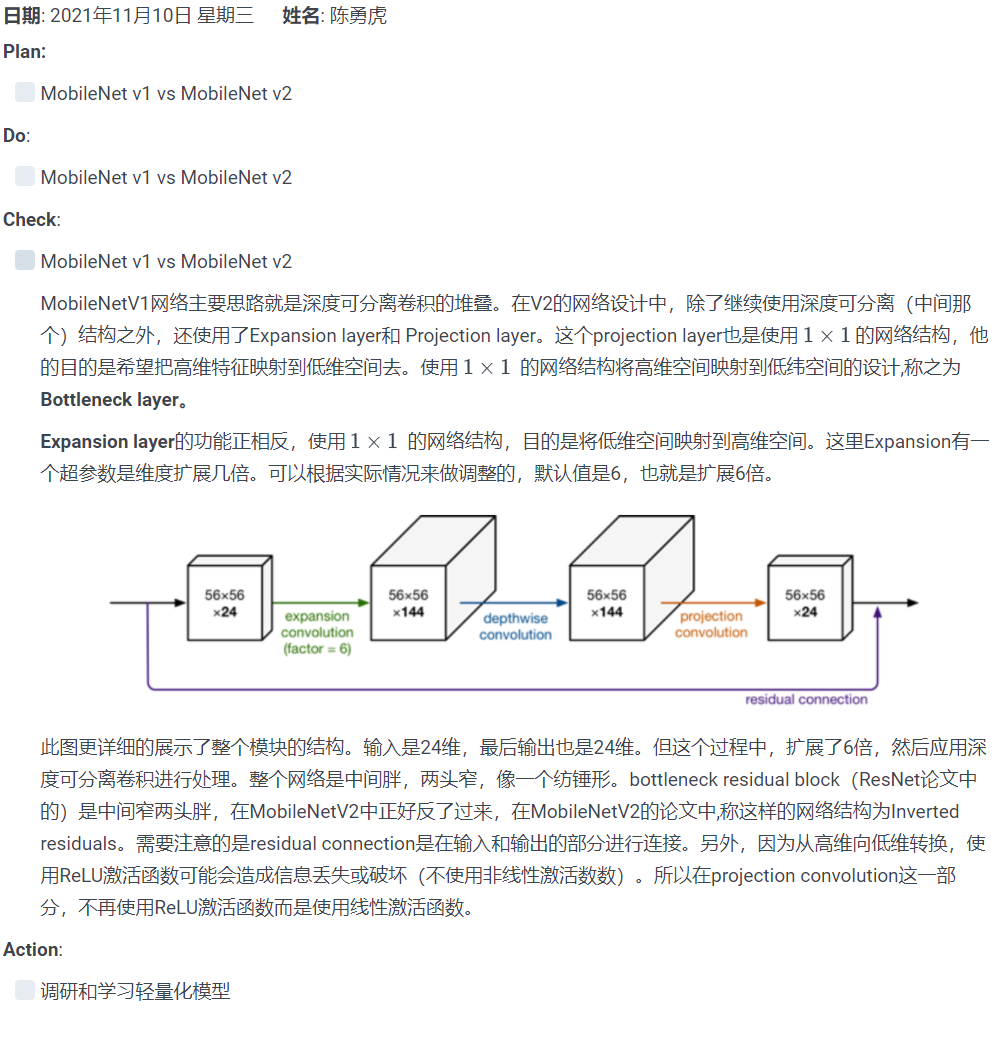 日期: 2021年11月10日 星期三 姓名: 陈勇虎
Plan:
MobileNet v1 vs MobileNet v2
Do:
MobileNet v1 vs MobileNet v2
Check:
MobileNet v1 vs MobileNet v2
MobileNetV1网络主要思路就是深度可分离卷积的堆叠。在V2的网络设计中，除了继续使用深度可分离（中间那
个）结构之外，还使用了Expansion layer和 Projection layer。这个projection layer也是使用 1 × 1 的网络结构，他
的目的是希望把高维特征映射到低维空间去。使用 1 × 1 的网络结构将高维空间映射到低纬空间的设计,称之为
Bottleneck layer。
Expansion layer的功能正相反，使用 1 × 1 的网络结构，目的是将低维空间映射到高维空间。这里Expansion有一
个超参数是维度扩展几倍。可以根据实际情况来做调整的，默认值是6，也就是扩展6倍。
56×56
×24
expansion
convolution
(factor = 6)
56×56
×144
depthwise
convolution
56×56
×144
projection
convolution
56×56
×24
residual connection
此图更详细的展示了整个模块的结构。输入是24维，最后输出也是24维。但这个过程中，扩展了6倍，然后应用深
度可分离卷积进行处理。整个网络是中间胖，两头窄，像一个纺锤形。bottleneck residual block（ResNet论文中
的）是中间窄两头胖，在MobileNetV2中正好反了过来，在MobileNetV2的论文中,称这样的网络结构为Inverted
residuals。需要注意的是residual connection是在输入和输出的部分进行连接。另外，因为从高维向低维转换，使
用ReLU激活函数可能会造成信息丢失或破坏（不使用非线性激活数数）。所以在projection convolution这一部
分，不再使用ReLU激活函数而是使用线性激活函数。
Action:
调研和学习轻量化模型